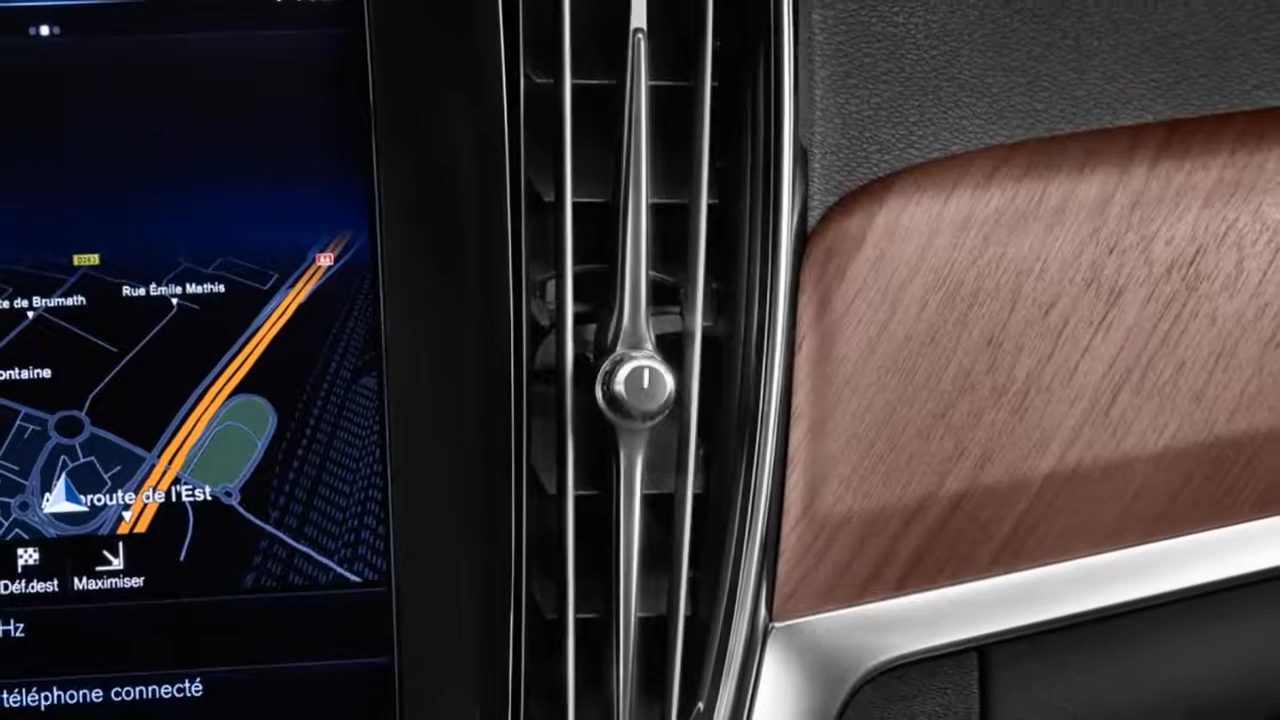 D263
A4
te de Brumath
Rue Émile Mathis
ontaine
route de l'Est
Déf.dest
Maximiser
Hz
téléphone connecté